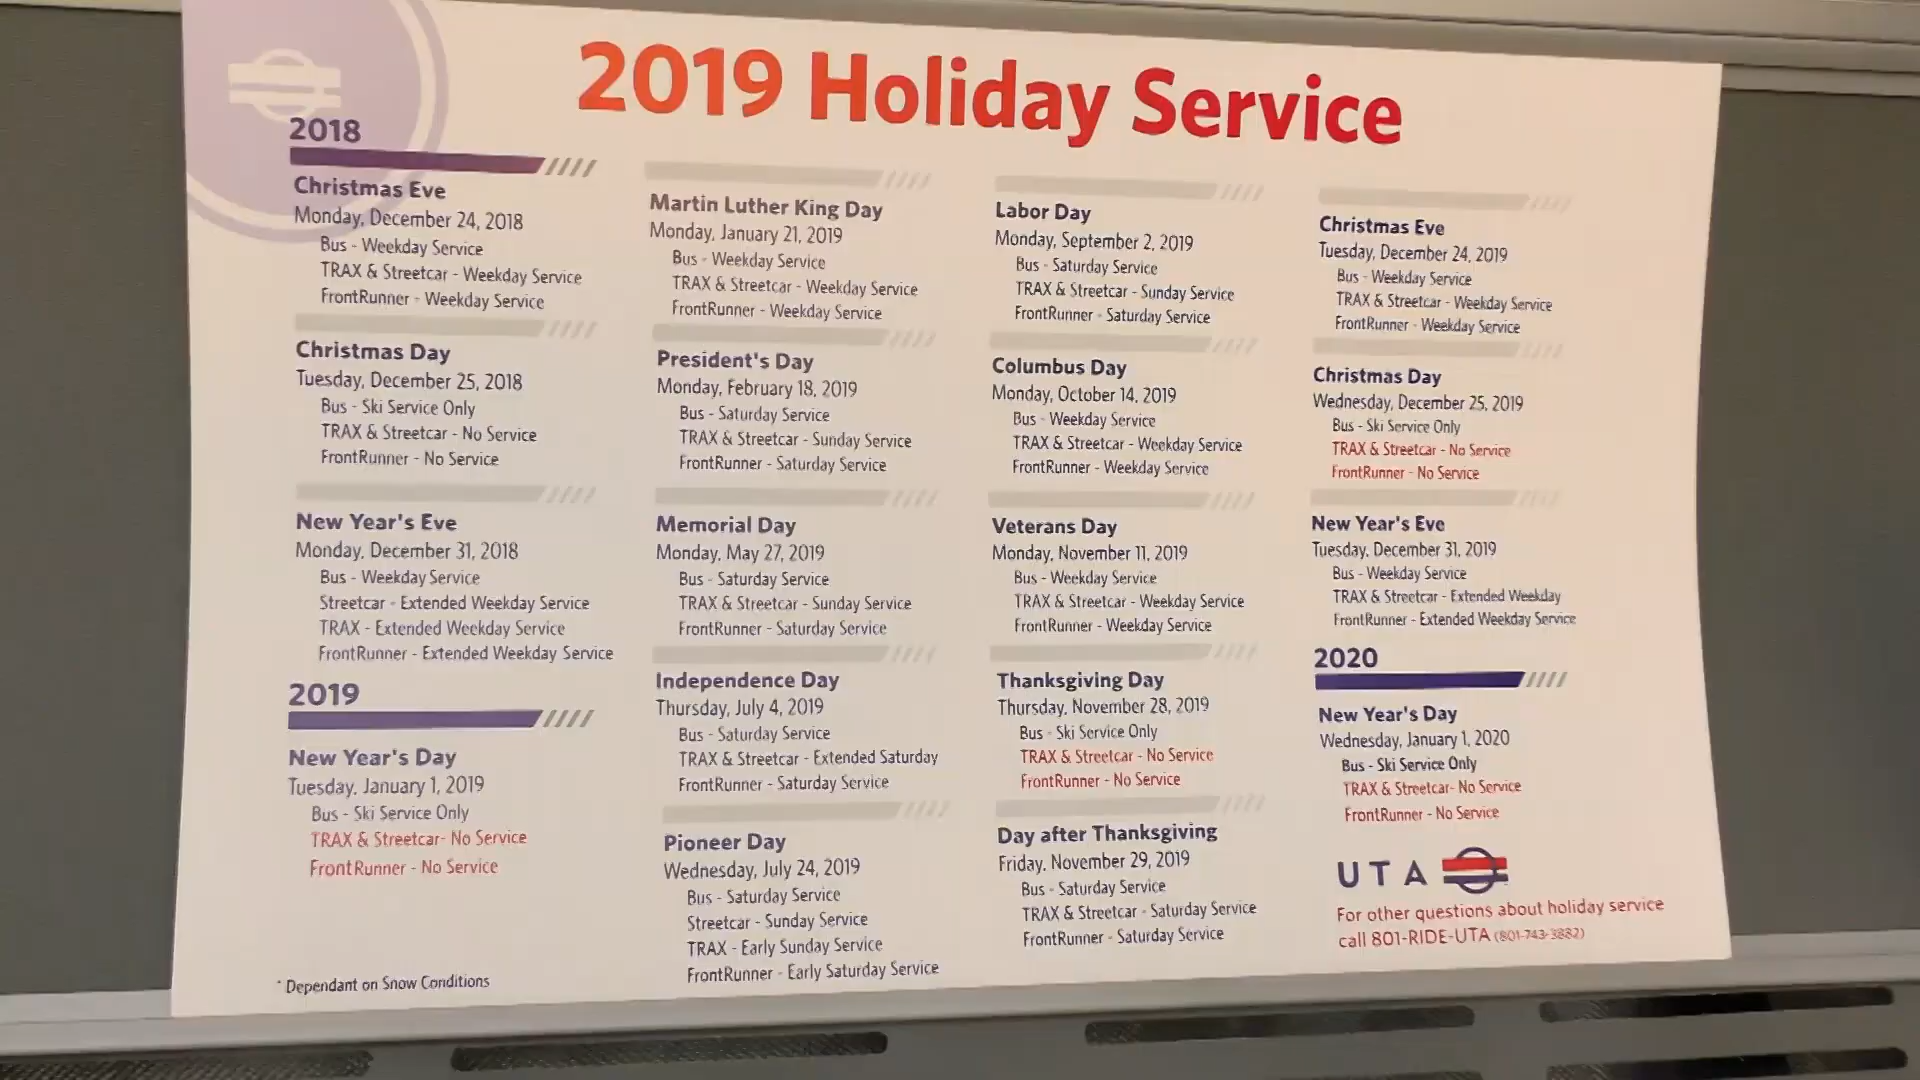 2019 Holiday Service
2018
Christmas Eve
Monday, December 24, 2018
Bus - Weekday Service
TRAX & Streetcar - Weekday Service
FrontRunner - Weekday Service
Christmas Day
Tuesday, December 25, 2018
Bus - Ski Service Only
TRAX & Streetcar - No Service
FrontRunner - No Service
New Year's Eve
Monday, December 31, 2018
Bus - Weekday Service
Streetcar - Extended Weekday Service
TRAX - Extended Weekday Service
FrontRunner - Extended Weekday Service
2019
New Year's Day
Tuesday, January 1, 2019
Bus - Ski Service Only
TRAX & Streetcar- No Service
FrontRunner - No Service
* Dependant on Snow Conditions
Martin Luther King Day
Monday, January 21, 2019
Bus - Weekday Service
TRAX & Streetcar - Weekday Service
FrontRunner - Weekday Service
President's Day
Monday, February 18, 2019
Bus - Saturday Service
TRAX & Streetcar - Sunday Service
FrontRunner - Saturday Service
Memorial Day
Monday, May 27, 2019
Bus - Saturday Service
TRAX & Streetcar - Sunday Service
FrontRunner - Saturday Service
Independence Day
Thursday, July 4, 2019
Bus - Saturday Service
TRAX & Streetcar - Extended Saturday
FrontRunner - Saturday Service
Pioneer Day
Wednesday, July 24, 2019
Bus - Saturday Service
Streetcar - Sunday Service
TRAX - Early Sunday Service
FrontRunner - Early Saturday Service
Labor Day
Monday, September 2, 2019
Bus - Saturday Service
TRAX & Streetcar - Sunday Service
FrontRunner - Saturday Service
Columbus Day
Monday, October 14, 2019
Bus - Weekday Service
TRAX & Streetcar - Weekday Service
FrontRunner - Weekday Service
Veterans Day
Monday, November 11, 2019
Bus - Weekday Service
TRAX & Streetcar - Weekday Service
FrontRunner - Weekday Service
Thanksgiving Day
Thursday, November 28, 2019
Bus - Ski Service Only
TRAX & Streetcar - No Service
FrontRunner - No Service
Day after Thanksgiving
Friday, November 29, 2019
Bus - Saturday Service
TRAX & Streetcar - Saturday Service
FrontRunner - Saturday Service
Christmas Eve
Tuesday, December 24, 2019
Bus - Weekday Service
TRAX & Streetcar - Weekday Service
FrontRunner - Weekday Service
Christmas Day
Wednesday, December 25, 2019
Bus - Ski Service Only
TRAX & Streetcar - No Service
FrontRunner - No Service
New Year's Eve
Tuesday, December 31, 2019
Bus - Weekday Service
TRAX & Streetcar - Extended Weekday
FrontRunner - Extended Weekday Service
2020
New Year's Day
Wednesday, January 1, 2020
Bus - Ski Service Only
TRAX & Streetcar- No Service
FrontRunner - No Service
UTA
For other questions about holiday service
call 801-RIDE-UTA (801-743-3882)